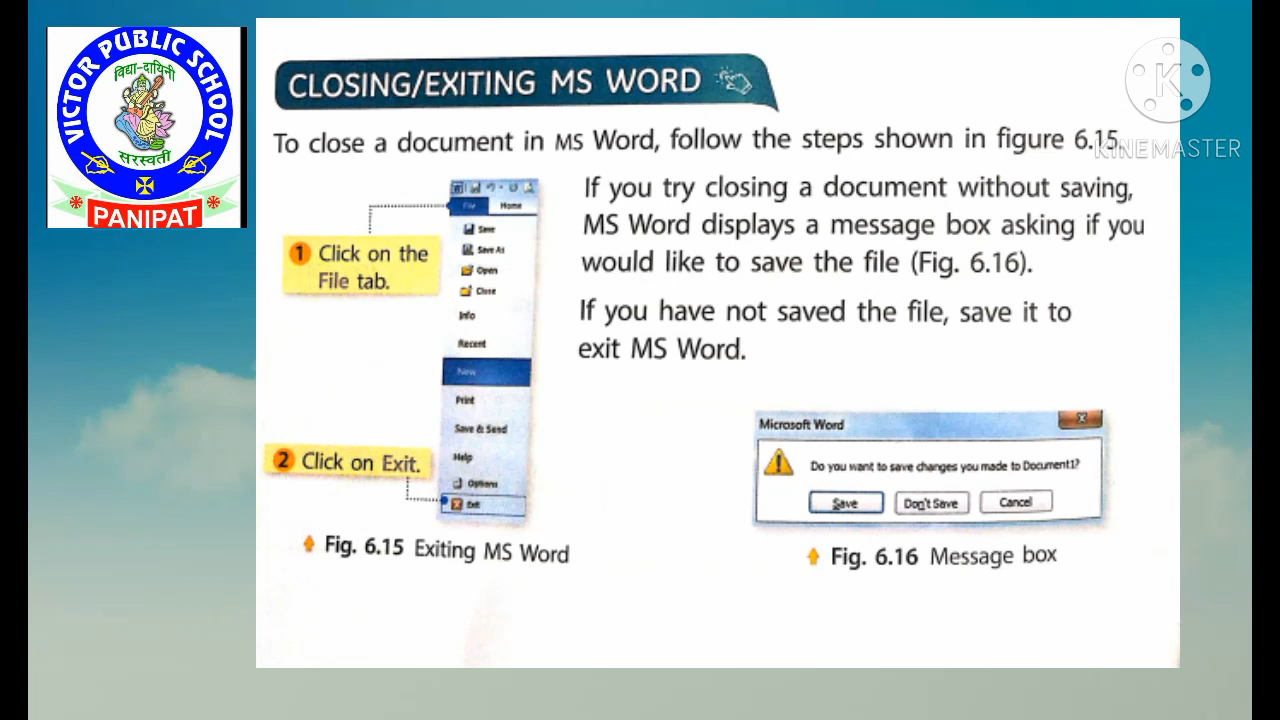 VICTOR PUBLIC SCHOOL
विद्या-दायिनी
सरस्वती
PANIPAT
KINEMASTER
CLOSING/EXITING MS WORD
To close a document in MS Word, follow the steps shown in figure 6.15.
If you try closing a document without saving,
MS Word displays a message box asking if you
would like to save the file (Fig. 6.16).
If you have not saved the file, save it to
exit MS Word.
1 Click on the
File tab.
File Home
Save
Save As
Open
Close
Info
Recent
New
Print
Save & Send
Help
Options
Exit
2 Click on Exit.
Fig. 6.15 Exiting MS Word
Microsoft Word
Do you want to save changes you made to Document1?
Save Don't Save Cancel
Fig. 6.16 Message box